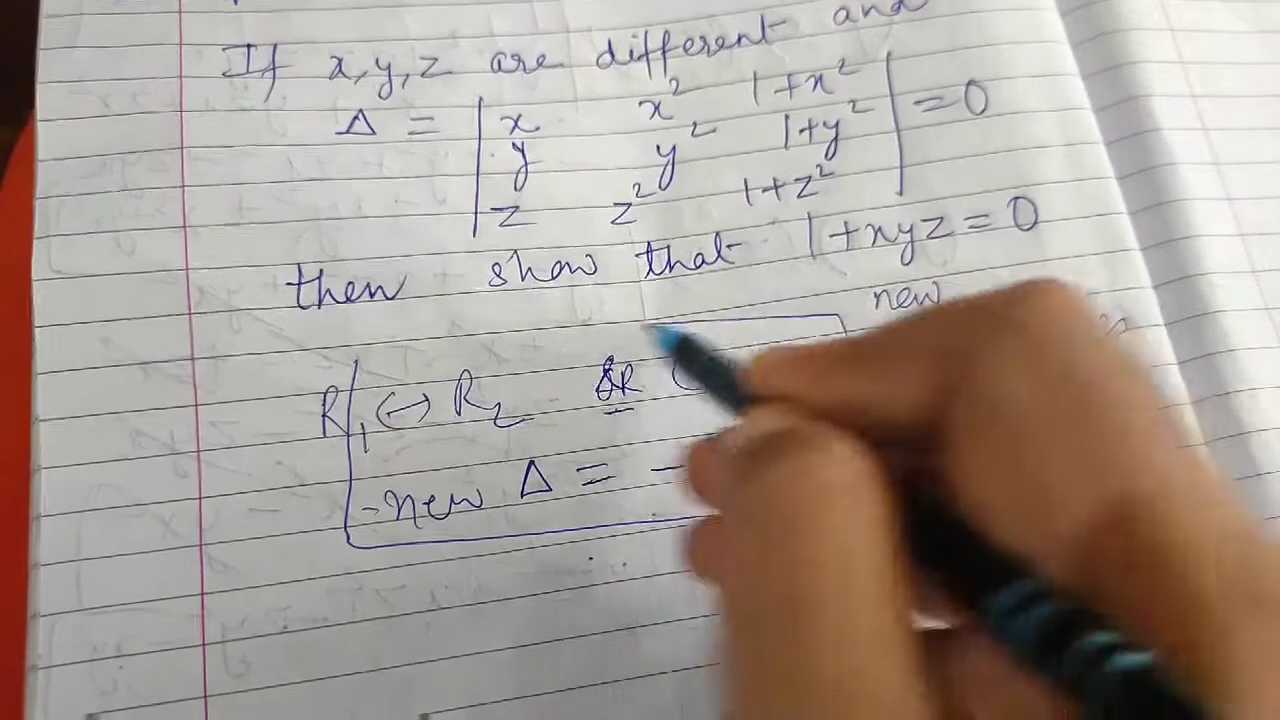 If x,y,z are different and
Δ = | x x² 1+x² | = 0
y y² 1+y²
z z² 1+z²
then show that 1+xyz = 0
new
R₁ ↔ R₂ OR
-new Δ = -